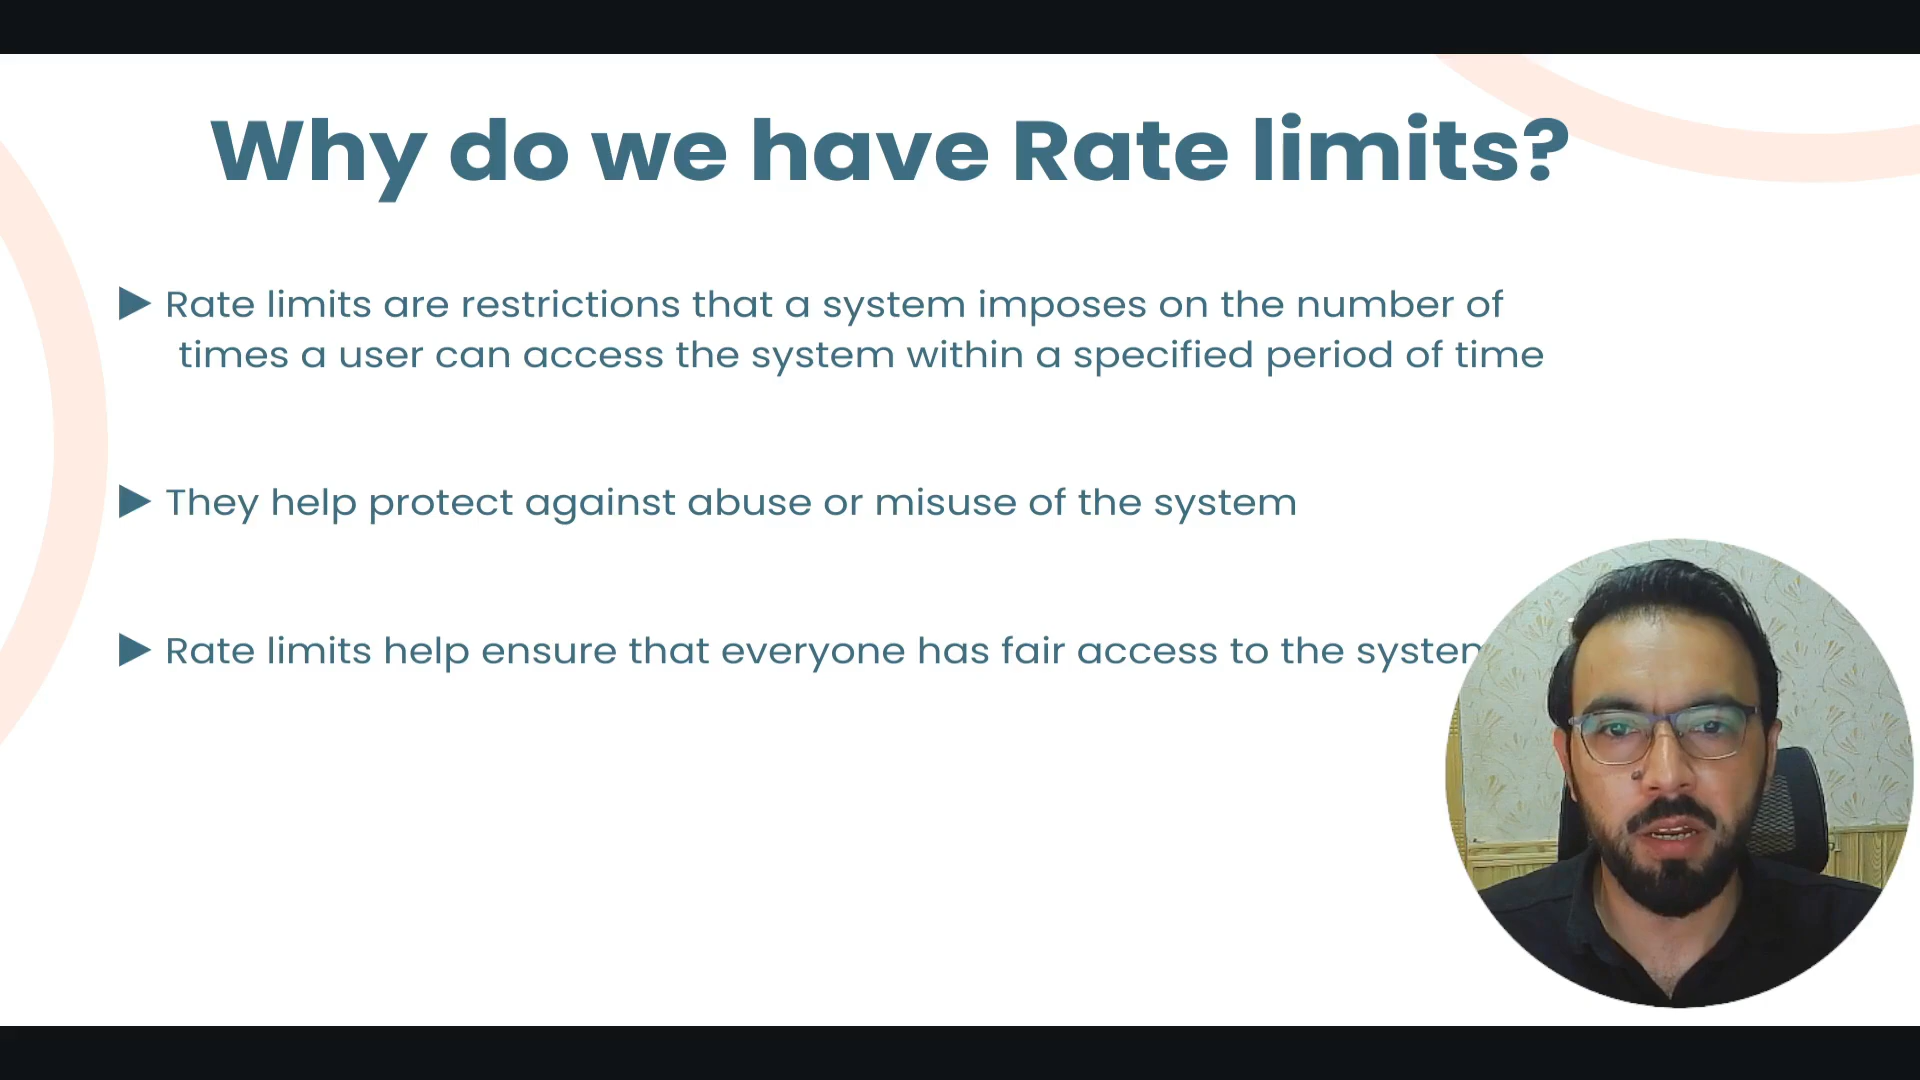 Why do we have Rate limits?
▶ Rate limits are restrictions that a system imposes on the number of
times a user can access the system within a specified period of time
▶ They help protect against abuse or misuse of the system
▶ Rate limits help ensure that everyone has fair access to the system